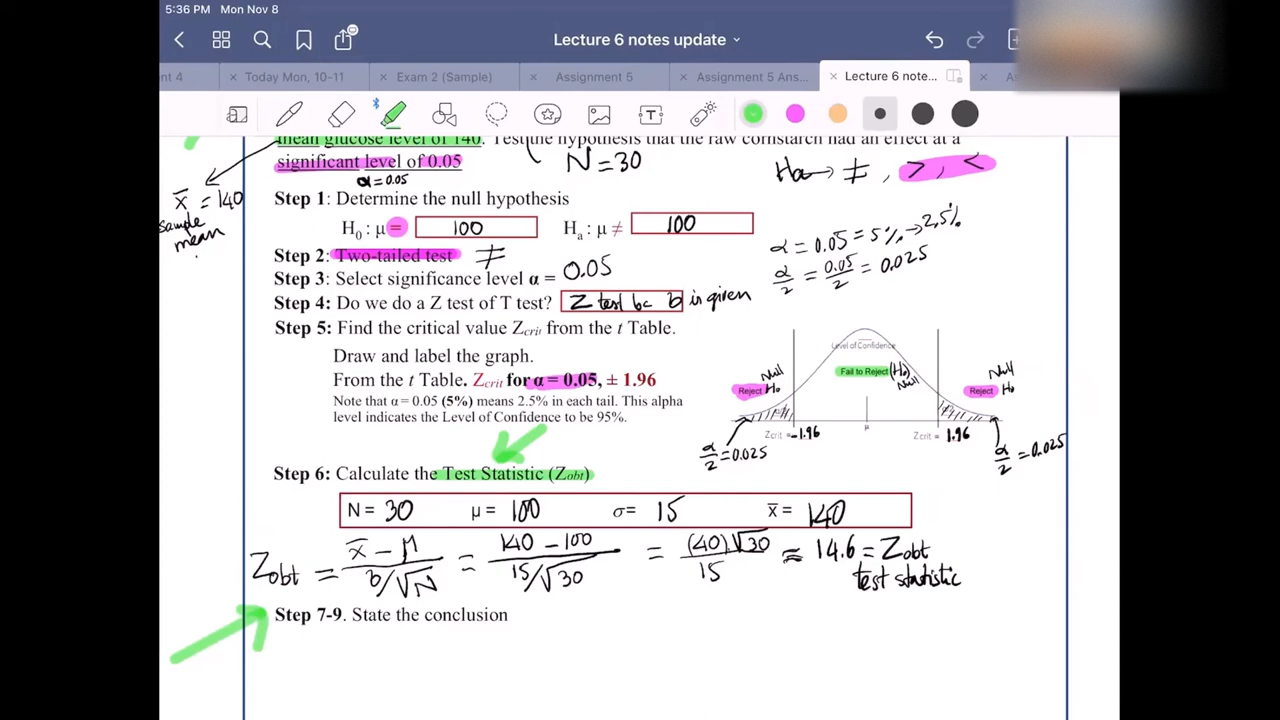 5:36 PM Mon Nov 8
Lecture 6 notes update
nt 4
Today Mon, 10-11
Exam 2 (Sample)
Assignment 5
Assignment 5 Ans...
Lecture 6 note...
mean glucose level of 140. Test the hypothesis that the raw cornstarch had an effect at a
significant level of 0.05
α=0.05
N=30
Ha→ ≠, >, <
x̄ = 140
sample
mean
Step 1: Determine the null hypothesis
H₀ : μ = 100 Hₐ : μ ≠ 100
α = 0.05 = 5% → 2.5%
α/2 = 0.05/2 = 0.025
Step 2: Two-tailed test ≠
Step 3: Select significance level α = 0.05
Step 4: Do we do a Z test of T test? Z test bc σ is given
Step 5: Find the critical value Zcrit from the t Table.
Draw and label the graph.
From the t Table. Zcrit for α = 0.05, ± 1.96
Note that α = 0.05 (5%) means 2.5% in each tail. This alpha
level indicates the Level of Confidence to be 95%.
Level of Confidence
Fail to Reject (H₀)
Null
Null
Reject H₀
Null
Reject H₀
Zcrit = -1.96 μ Zcrit = 1.96
α/2 = 0.025
α/2 = 0.025
Step 6: Calculate the Test Statistic (Zobt)
N = 30 μ = 100 σ= 15 x̄ = 140
Zobt = x̄ - μ / σ/√N = 140 - 100 / 15/√30 = (40)√30 / 15 ≈ 14.6 = Zobt
test statistic
Step 7-9. State the conclusion